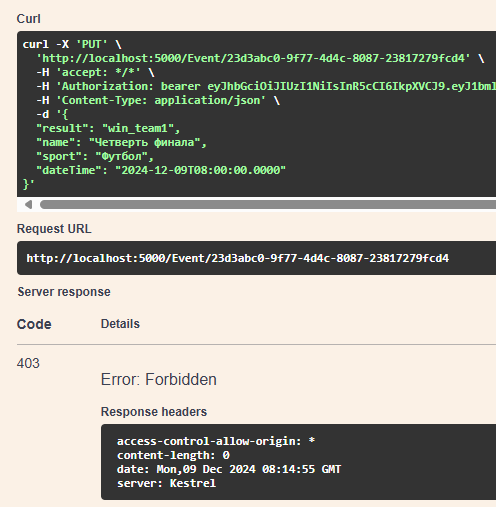 Curl
curl -X 'PUT' \
'http://localhost:5000/Event/23d3abc0-9f77-4d4c-8087-23817279fcd4' \
-H 'accept: */*' \
-H 'Authorization: bearer eyJhbGciOiJIUzI1NiIsInR5cCI6IkpXVCJ9.eyJ1bml
-H 'Content-Type: application/json' \
-d '{
"result": "win_team1",
"name": "Четверть финала",
"sport": "Футбол",
"dateTime": "2024-12-09T08:00:00.0000"
}'
Request URL
http://localhost:5000/Event/23d3abc0-9f77-4d4c-8087-23817279fcd4
Server response
Code Details
403
Error: Forbidden
Response headers
access-control-allow-origin: *
content-length: 0
date: Mon,09 Dec 2024 08:14:55 GMT
server: Kestrel